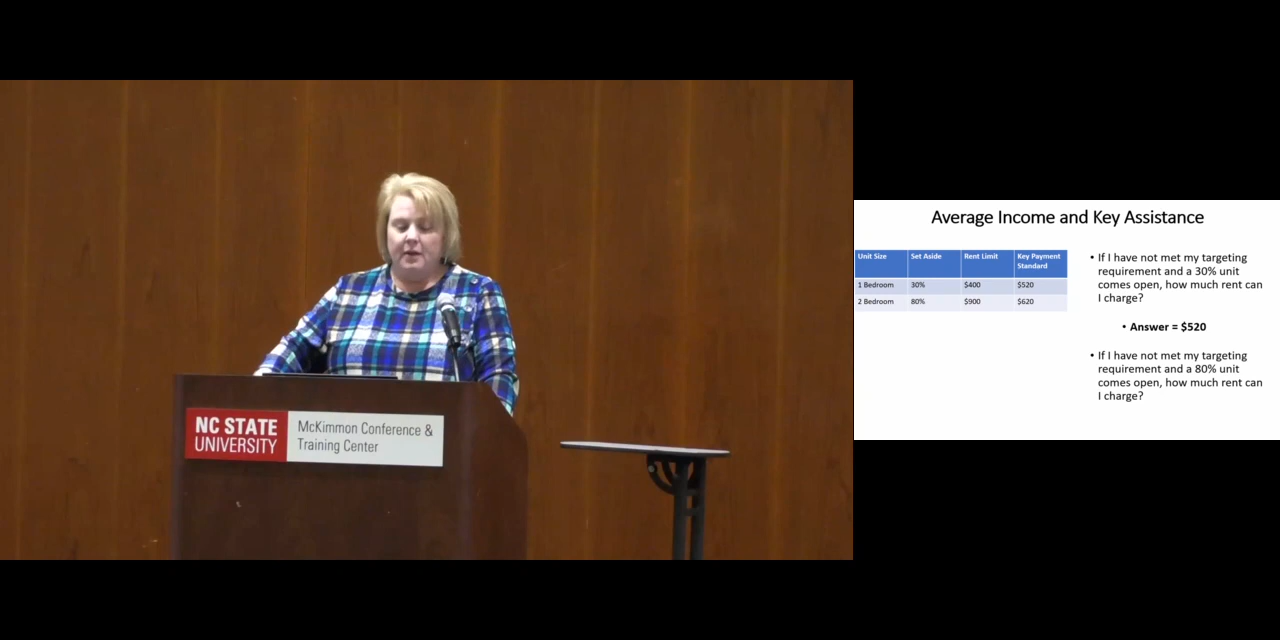 NC STATE
UNIVERSITY
McKimmon Conference &
Training Center
Average Income and Key Assistance
Unit Size Set Aside Rent Limit Key Payment
Standard
1 Bedroom 30% $400 $520
2 Bedroom 80% $900 $620
• If I have not met my targeting
requirement and a 30% unit
comes open, how much rent can
I charge?
• Answer = $520
• If I have not met my targeting
requirement and a 80% unit
comes open, how much rent can
I charge?